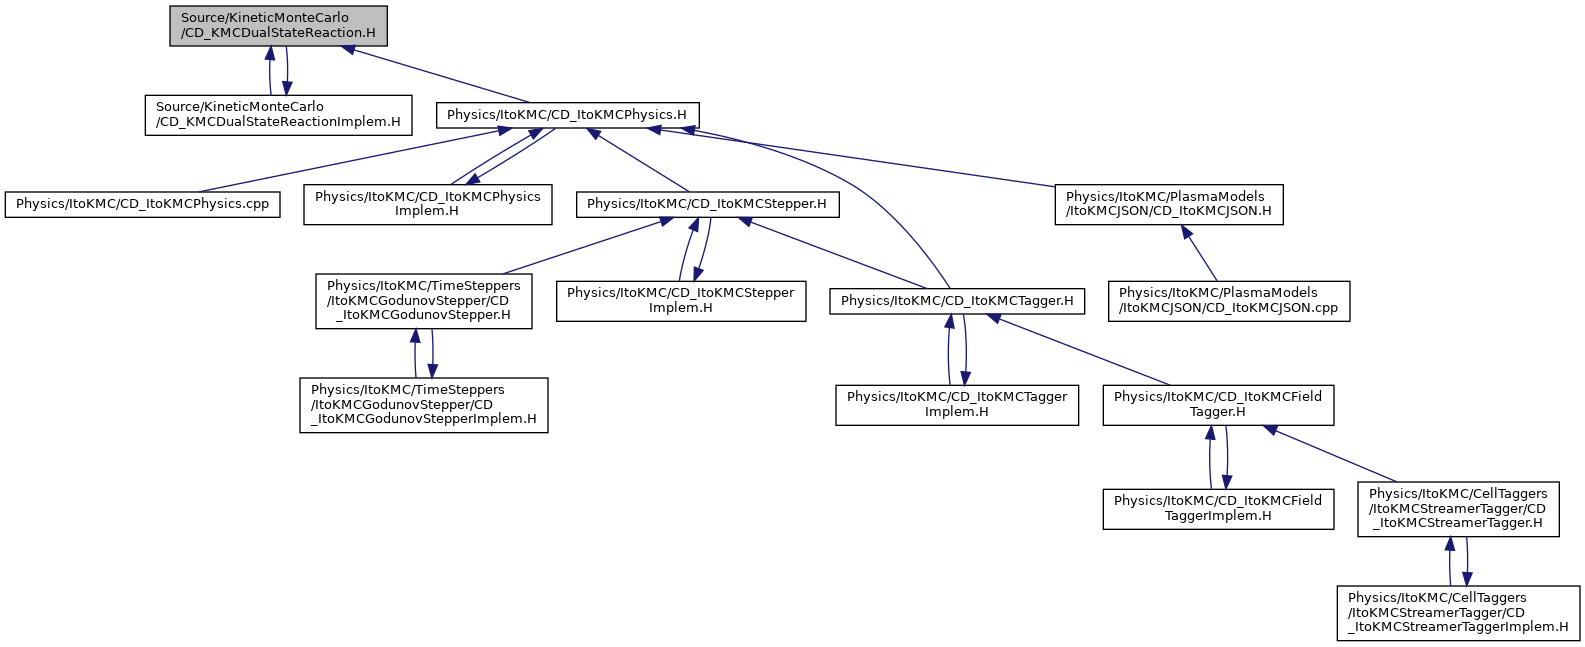 Source/KineticMonteCarlo
/CD_KMCDualStateReaction.H
Source/KineticMonteCarlo
/CD_KMCDualStateReactionImplem.H
Physics/ItoKMC/CD_ItoKMCPhysics.H
Physics/ItoKMC/CD_ItoKMCPhysics.cpp
Physics/ItoKMC/CD_ItoKMCPhysics
Implem.H
Physics/ItoKMC/CD_ItoKMCStepper.H
Physics/ItoKMC/PlasmaModels
/ItoKMCJSON/CD_ItoKMCJSON.H
Physics/ItoKMC/TimeSteppers
/ItoKMCGodunovStepper/CD
_ItoKMCGodunovStepper.H
Physics/ItoKMC/CD_ItoKMCStepper
Implem.H
Physics/ItoKMC/CD_ItoKMCTagger.H
Physics/ItoKMC/PlasmaModels
/ItoKMCJSON/CD_ItoKMCJSON.cpp
Physics/ItoKMC/TimeSteppers
/ItoKMCGodunovStepper/CD
_ItoKMCGodunovStepperImplem.H
Physics/ItoKMC/CD_ItoKMCTagger
Implem.H
Physics/ItoKMC/CD_ItoKMCField
Tagger.H
Physics/ItoKMC/CD_ItoKMCField
TaggerImplem.H
Physics/ItoKMC/CellTaggers
/ItoKMCStreamerTagger/CD
_ItoKMCStreamerTagger.H
Physics/ItoKMC/CellTaggers
/ItoKMCStreamerTagger/CD
_ItoKMCStreamerTaggerImplem.H